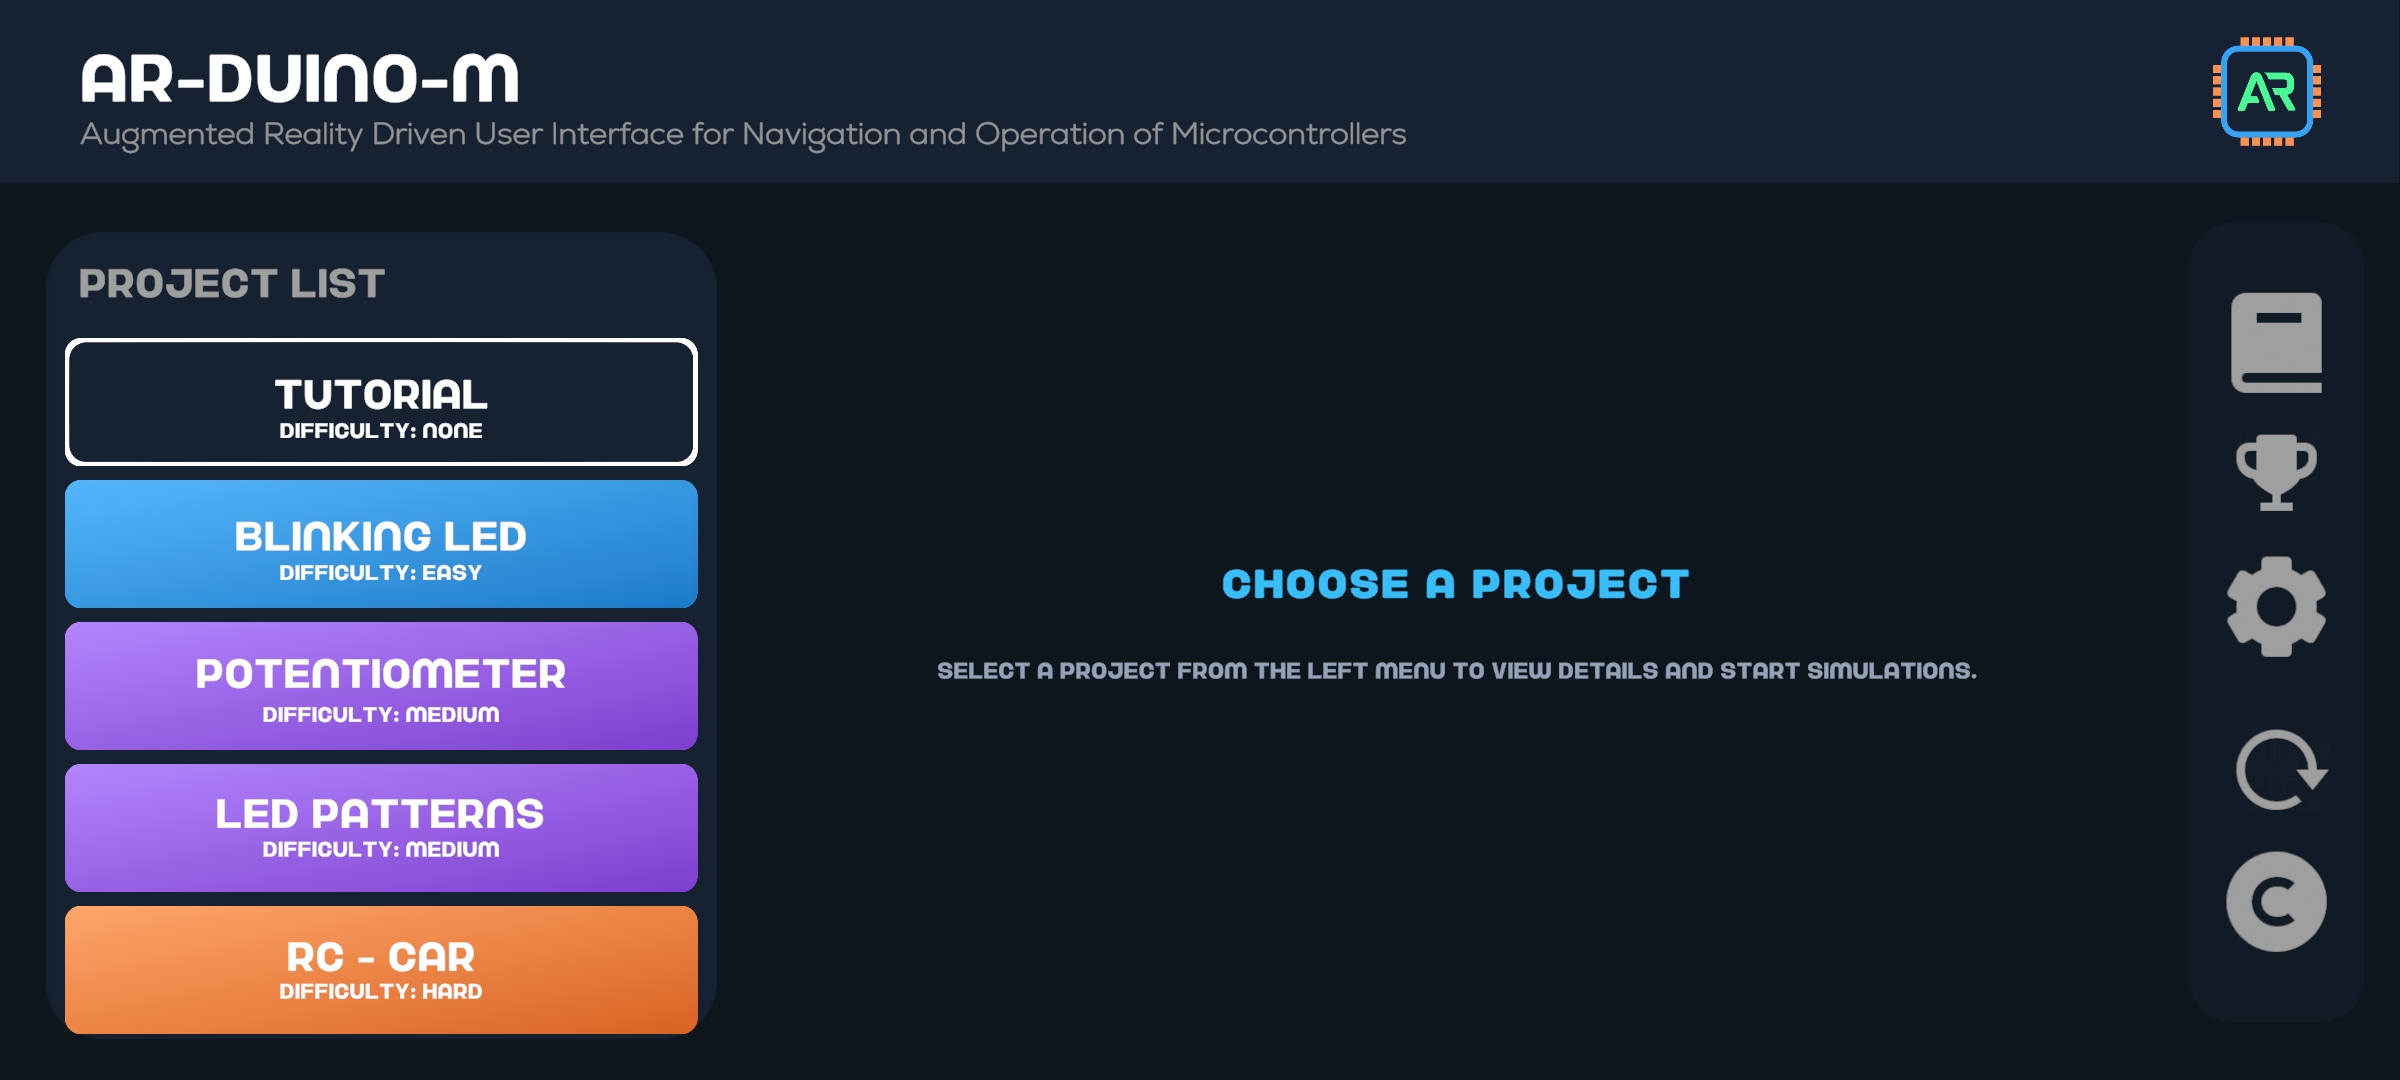 AR-DUINO-M
Augmented Reality Driven User Interface for Navigation and Operation of Microcontrollers
AR
PROJECT LIST
TUTORIAL
DIFFICULTY: NONE
BLINKING LED
DIFFICULTY: EASY
POTENTIOMETER
DIFFICULTY: MEDIUM
LED PATTERNS
DIFFICULTY: MEDIUM
RC - CAR
DIFFICULTY: HARD
CHOOSE A PROJECT
SELECT A PROJECT FROM THE LEFT MENU TO VIEW DETAILS AND START SIMULATIONS.
C